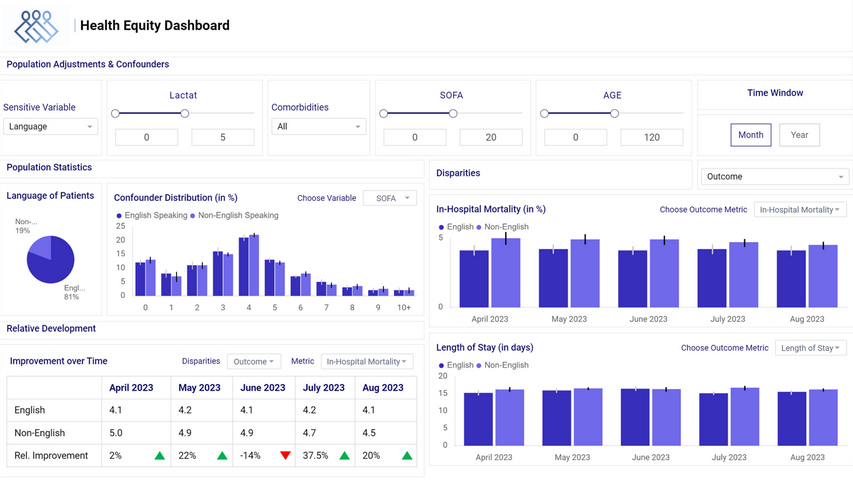 Health Equity Dashboard
Population Adjustments & Confounders
Sensitive Variable
Language
Lactat
0 5
Comorbidities
All
SOFA
0 20
AGE
0 120
Time Window
Month Year
Population Statistics
Disparities
Outcome
Language of Patients
Non-...
19%
Engl...
81%
Confounder Distribution (in %)
Choose Variable SOFA
English Speaking Non-English Speaking
25
20
15
10
5
0
0 1 2 3 4 5 6 7 8 9 10+
In-Hospital Mortality (in %)
Choose Outcome Metric In-Hospital Mortality
English Non-English
5
0
April 2023 May 2023 June 2023 July 2023 Aug 2023
Relative Development
Improvement over Time
Disparities Outcome Metric In-Hospital Mortality
April 2023 May 2023 June 2023 July 2023 Aug 2023
English 4.1 4.2 4.1 4.2 4.1
Non-English 5.0 4.9 4.9 4.7 4.5
Rel. Improvement 2% 22% -14% 37.5% 20%
Length of Stay (in days)
Choose Outcome Metric Length of Stay
English Non-English
20
15
10
5
0
April 2023 May 2023 June 2023 July 2023 Aug 2023